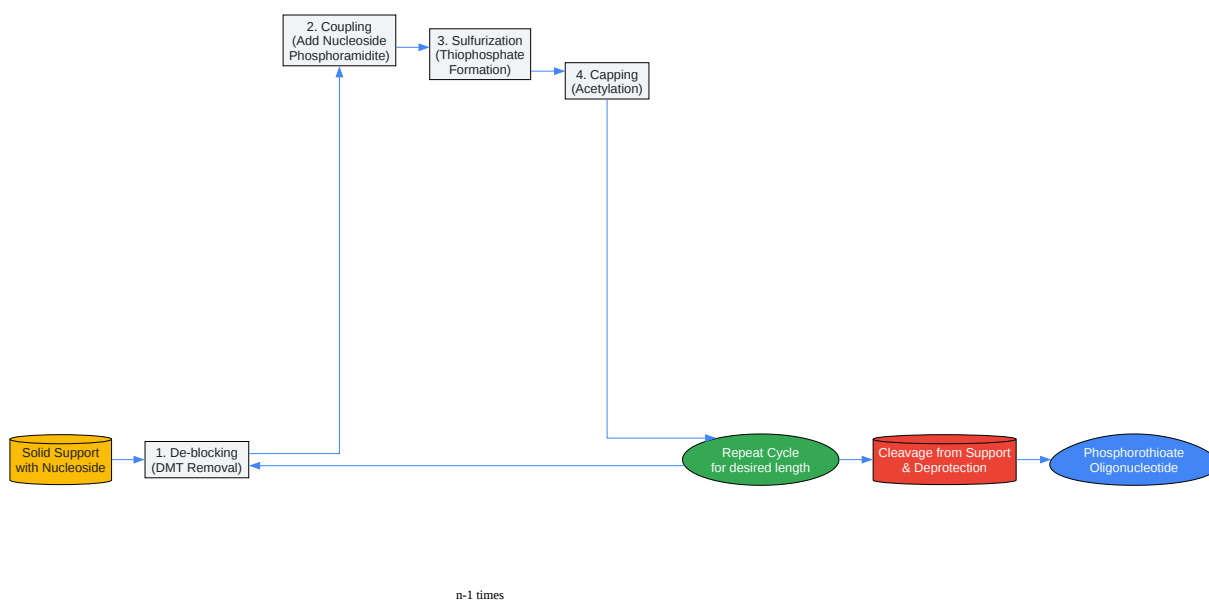 2. Coupling
(Add Nucleoside
Phosphoramidite)
3. Sulfurization
(Thiophosphate
Formation)
4. Capping
(Acetylation)
Solid Support
with Nucleoside
1. De-blocking
(DMT Removal)
Repeat Cycle
for desired length
Cleavage from Support
& Deprotection
Phosphorothioate
Oligonucleotide
n-1 times